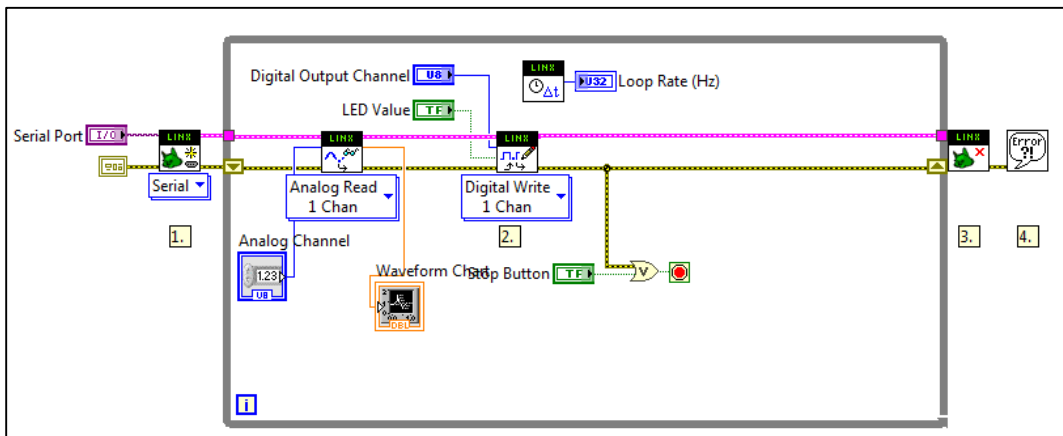 LINX
Digital Output Channel U8
U32 Loop Rate (Hz)
Δt
LED Value TF
Serial Port I/O
LINX
LINX
LINX
LINX
Error
?!
Serial
Analog Read
1 Chan
Digital Write
1 Chan
1.
2.
3.
4.
Analog Channel
1.23
U8
Waveform Chart
Stop Button TF
DBL
i